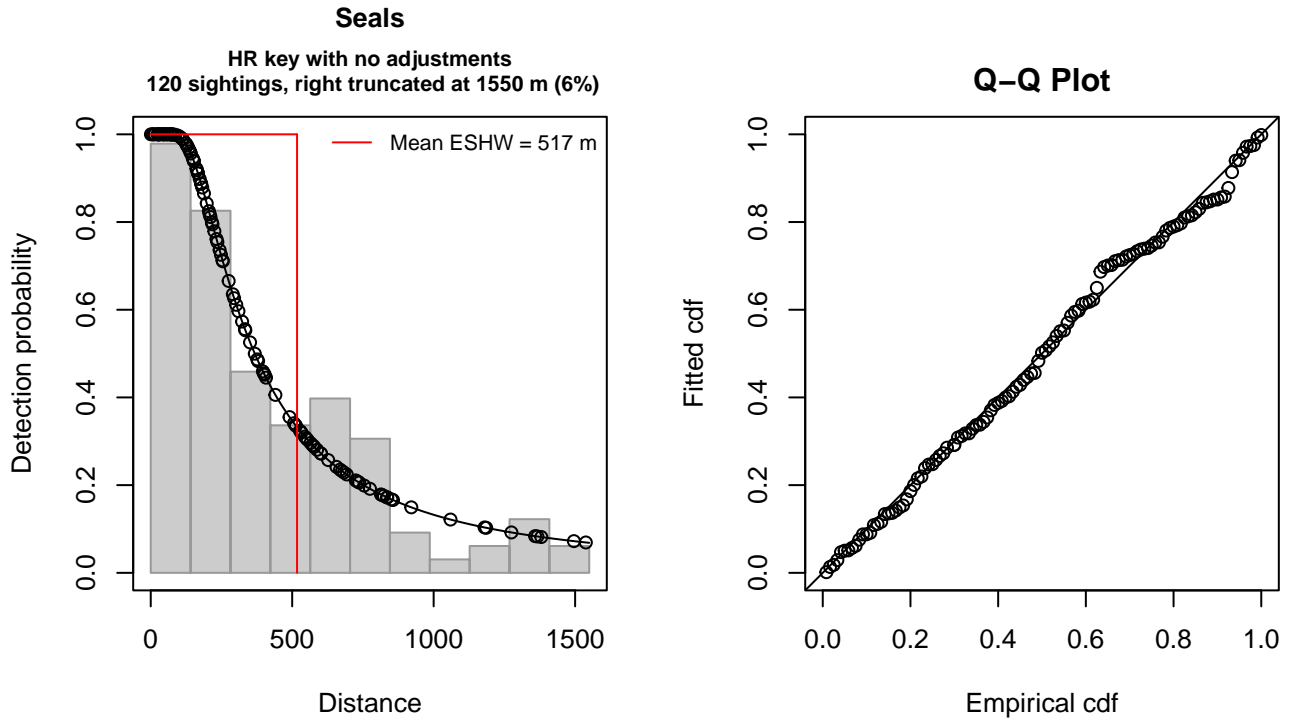 Seals
HR key with no adjustments
120 sightings, right truncated at 1550 m (6%)
Mean ESHW = 517 m
Detection probability
0.0
0.2
0.4
0.6
0.8
1.0
0
500
1000
1500
Distance
Q−Q Plot
Fitted cdf
0.0
0.2
0.4
0.6
0.8
1.0
0.0
0.2
0.4
0.6
0.8
1.0
Empirical cdf